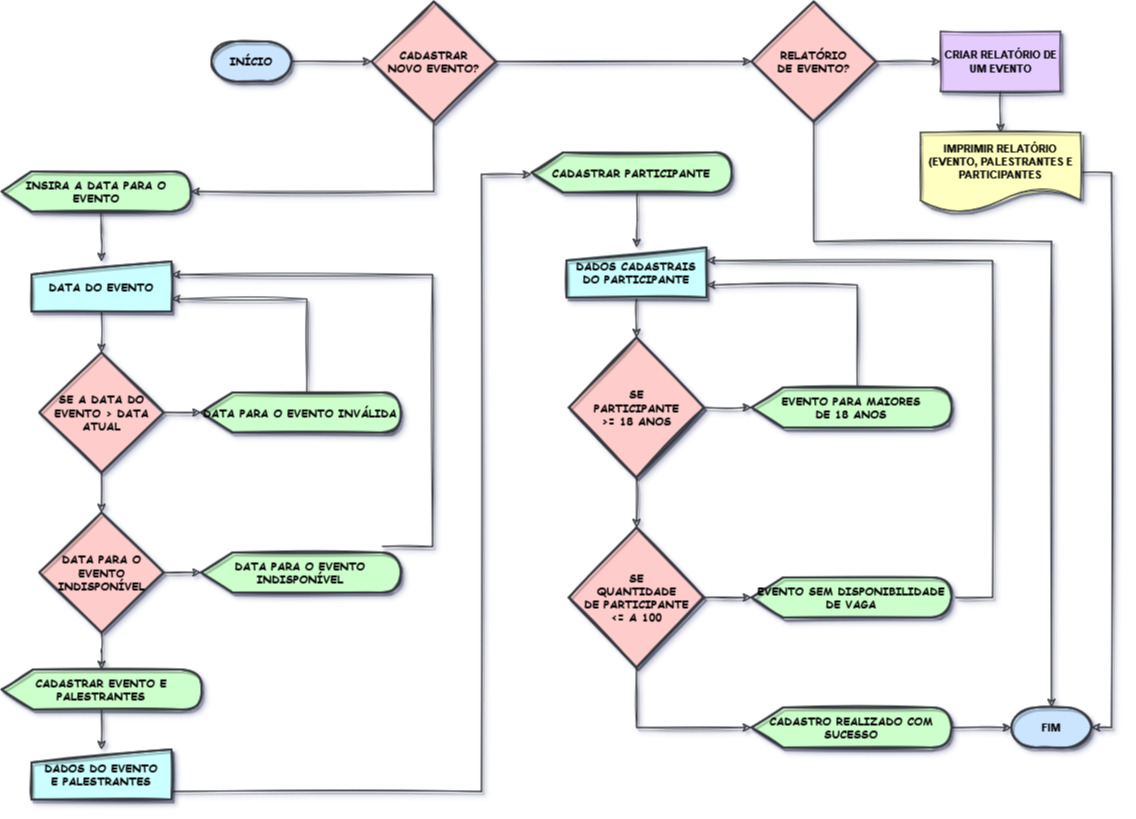 INÍCIO
CADASTRAR
NOVO EVENTO?
RELATÓRIO
DE EVENTO?
CRIAR RELATÓRIO DE
UM EVENTO
IMPRIMIR RELATÓRIO
(EVENTO, PALESTRANTES E
PARTICIPANTES
INSIRA A DATA PARA O
EVENTO
DATA DO EVENTO
SE A DATA DO
EVENTO > DATA
ATUAL
DATA PARA O EVENTO INVÁLIDA
DATA PARA O
EVENTO
INDISPONÍVEL
DATA PARA O EVENTO
INDISPONÍVEL
CADASTRAR EVENTO E
PALESTRANTES
DADOS DO EVENTO
E PALESTRANTES
CADASTRAR PARTICIPANTE
DADOS CADASTRAIS
DO PARTICIPANTE
SE
PARTICIPANTE
>= 18 ANOS
EVENTO PARA MAIORES
DE 18 ANOS
SE
QUANTIDADE
DE PARTICIPANTE
<= A 100
EVENTO SEM DISPONIBILIDADE
DE VAGA
CADASTRO REALIZADO COM
SUCESSO
FIM